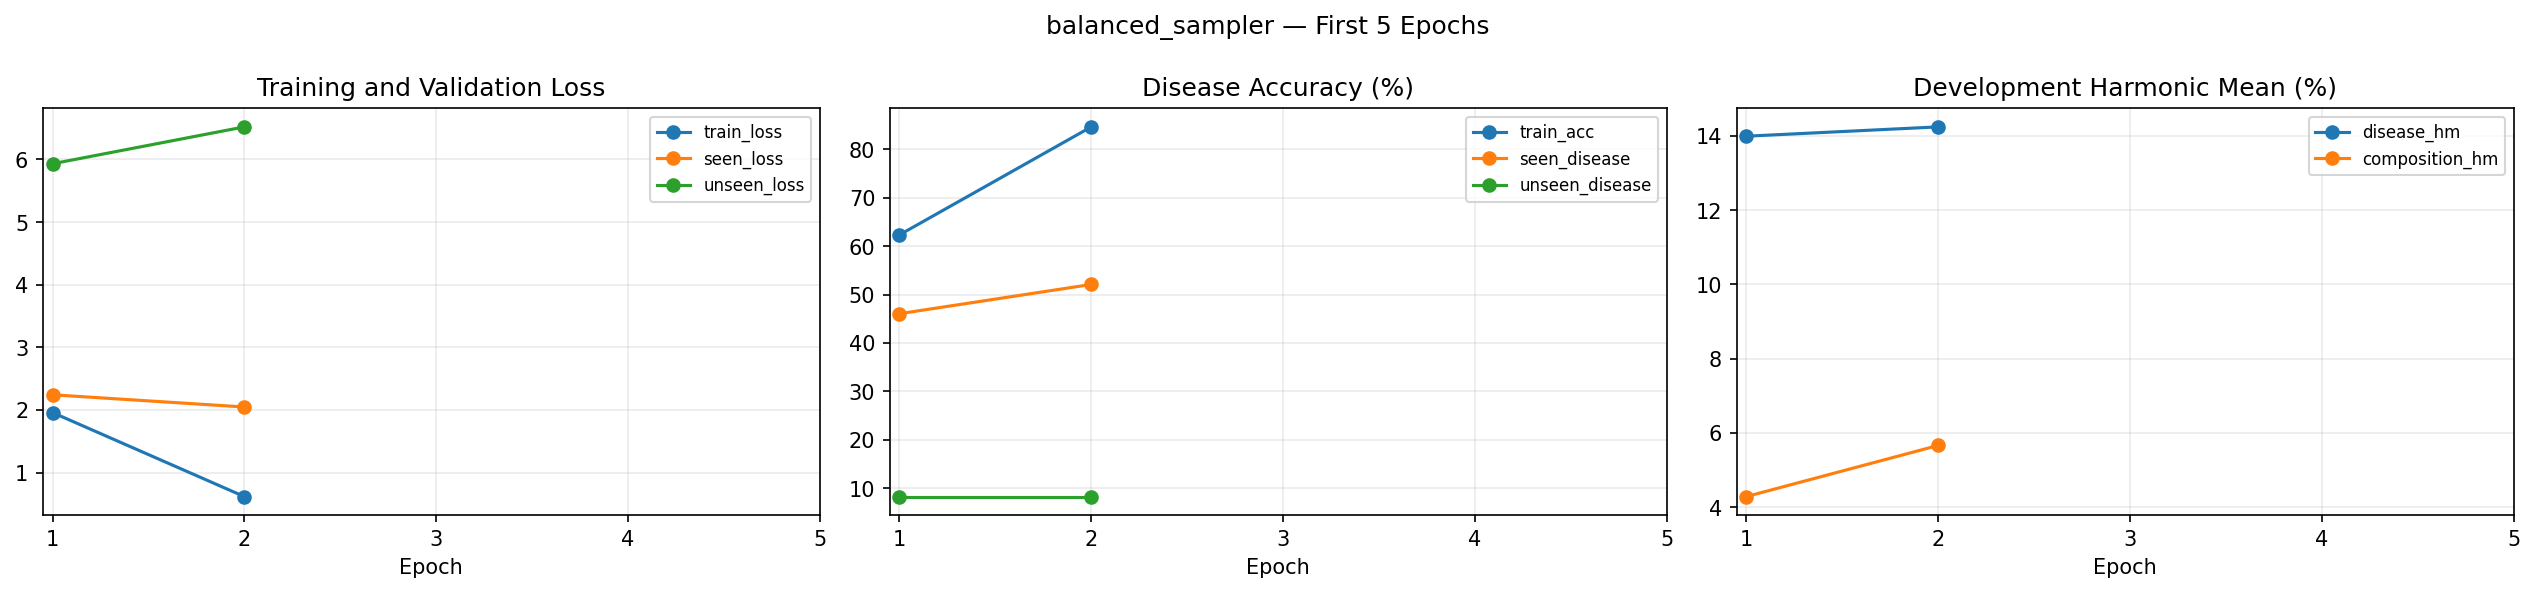 balanced_sampler — First 5 Epochs
Training and Validation Loss
train_loss
seen_loss
unseen_loss
6
5
4
3
2
1
1 2 3 4 5
Epoch
Disease Accuracy (%)
train_acc
seen_disease
unseen_disease
80
70
60
50
40
30
20
10
1 2 3 4 5
Epoch
Development Harmonic Mean (%)
disease_hm
composition_hm
14
12
10
8
6
4
1 2 3 4 5
Epoch